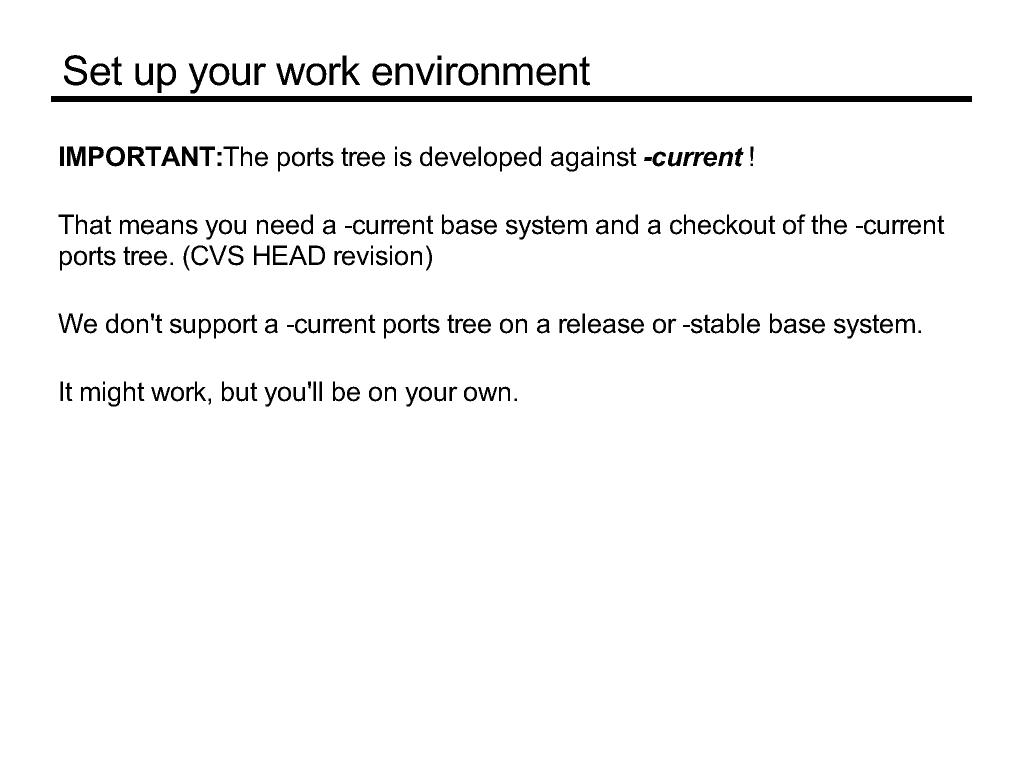 Set up your work environment
IMPORTANT:The ports tree is developed against -current !
That means you need a -current base system and a checkout of the -current
ports tree. (CVS HEAD revision)
We don't support a -current ports tree on a release or -stable base system.
It might work, but you'll be on your own.